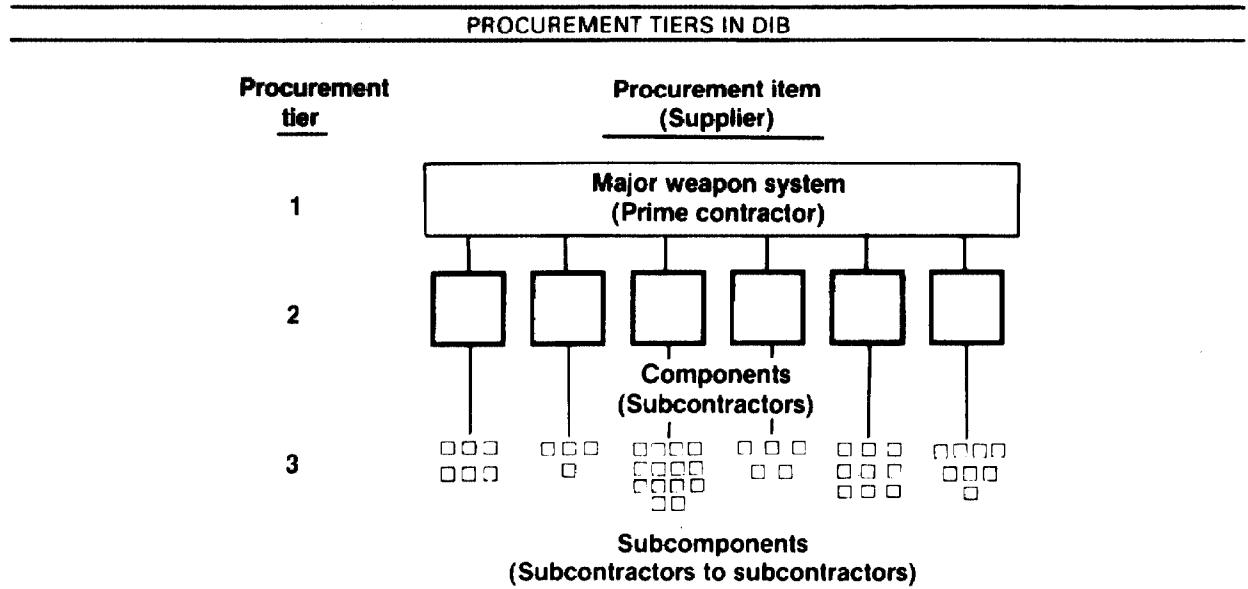 PROCUREMENT TIERS IN DIB
Procurement
tier
Procurement item
(Supplier)
1
Major weapon system
(Prime contractor)
2
Components
(Subcontractors)
3
Subcomponents
(Subcontractors to subcontractors)